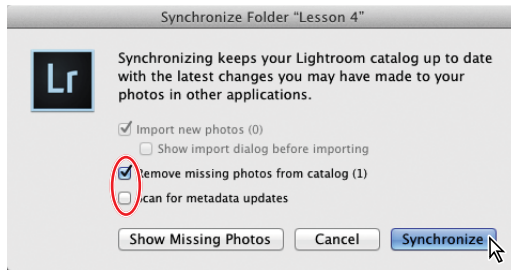 Synchronize Folder “Lesson 4”
Lr
Synchronizing keeps your Lightroom catalog up to date
with the latest changes you may have made to your
photos in other applications.
Import new photos (0)
Show import dialog before importing
Remove missing photos from catalog (1)
Scan for metadata updates
Show Missing Photos
Cancel
Synchronize